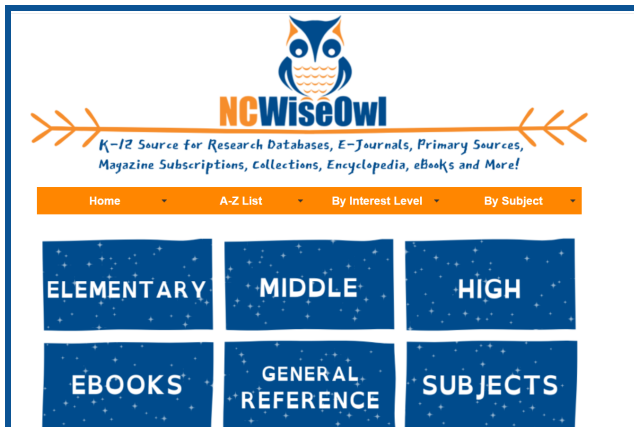 NCWiseOwl
K-12 Source for Research Databases, E-Journals, Primary Sources,
Magazine Subscriptions, Collections, Encyclopedia, eBooks and More!
Home A-Z List By Interest Level By Subject
ELEMENTARY MIDDLE HIGH
EBOOKS GENERAL REFERENCE SUBJECTS